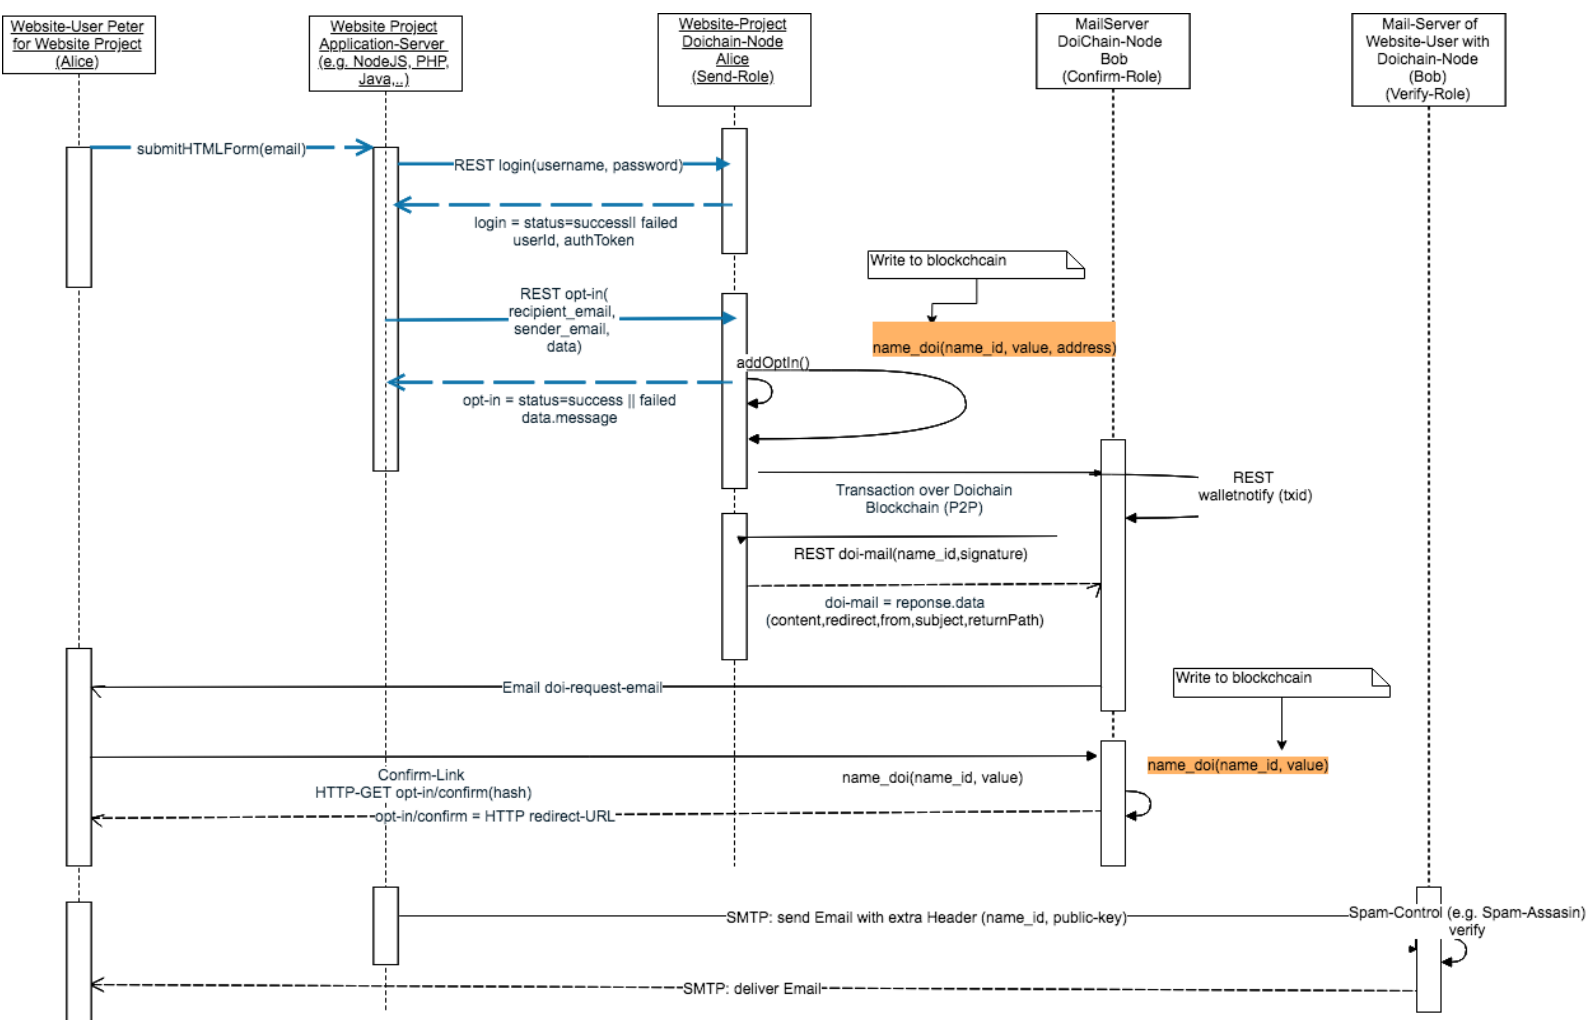 Website-User Peter
for Website Project
(Alice)
Website Project
Application-Server
(e.g. NodeJS, PHP,
Java,..)
Website-Project
Doichain-Node
Alice
(Send-Role)
MailServer
DoiChain-Node
Bob
(Confirm-Role)
Mail-Server of
Website-User with
Doichain-Node
(Bob)
(Verify-Role)
submitHTMLForm(email)
REST login(username, password)
login = status=success|| failed
userId, authToken
Write to blockchcain
REST opt-in(
recipient_email,
sender_email,
data)
name_doi(name_id, value, address)
addOptIn()
opt-in = status=success || failed
data.message
REST
walletnotify (txid)
Transaction over Doichain
Blockchain (P2P)
REST doi-mail(name_id,signature)
doi-mail = reponse.data
(content,redirect,from,subject,returnPath)
Email doi-request-email
Write to blockchcain
name_doi(name_id, value)
Confirm-Link
HTTP-GET opt-in/confirm(hash)
name_doi(name_id, value)
opt-in/confirm = HTTP redirect-URL
SMTP: send Email with extra Header (name_id, public-key)
Spam-Control (e.g. Spam-Assasin)
verify
SMTP: deliver Email